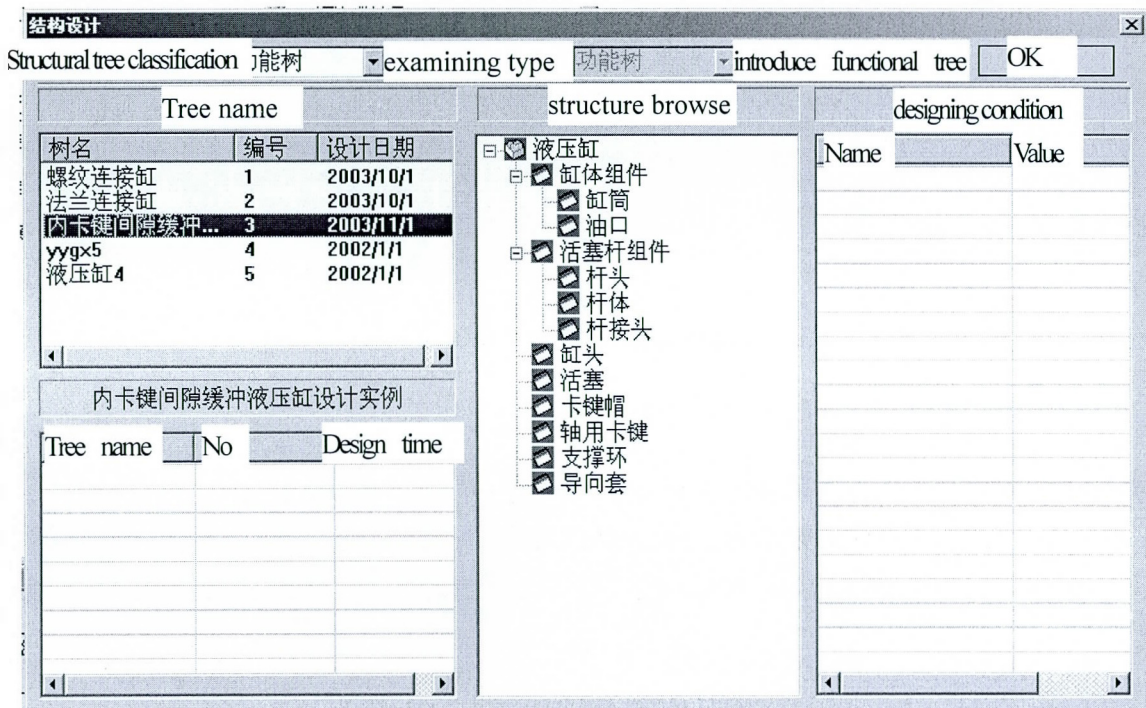 结构设计
Structural tree classification 功能树 examining type 功能树 introduce functional tree OK
Tree name structure browse designing condition
树名 编号 设计日期
螺纹连接缸 1 2003/10/1
法兰连接缸 2 2003/10/1
内卡键间隙缓冲... 3 2003/11/1
yygx5 4 2002/1/1
液压缸4 5 2002/1/1
内卡键间隙缓冲液压缸设计实例
Tree name No Design time
液压缸
缸体组件
缸筒
油口
活塞杆组件
杆头
杆体
杆接头
缸头
活塞
卡键帽
轴用卡键
支撑环
导向套
Name Value